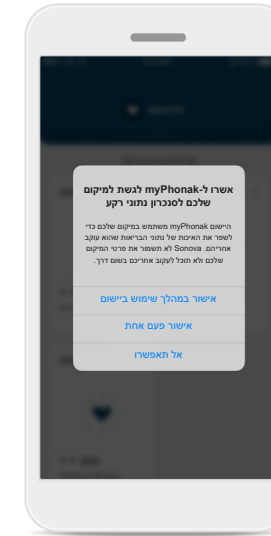 אשרו ל-myPhonak לגשת למיקום
שלכם לסנכרון נתוני רקע
היישום myPhonak משתמש במיקום שלכם כדי
לשפר את האיכות של נתוני הבריאות שהוא עוקב
אחריהם. Sonova לא תשמור את פרטי המיקום
שלכם ולא תוכל לעקוב אחריכם בשום דרך.
אישור במהלך שימוש ביישום
אישור פעם אחת
אל תאפשרו